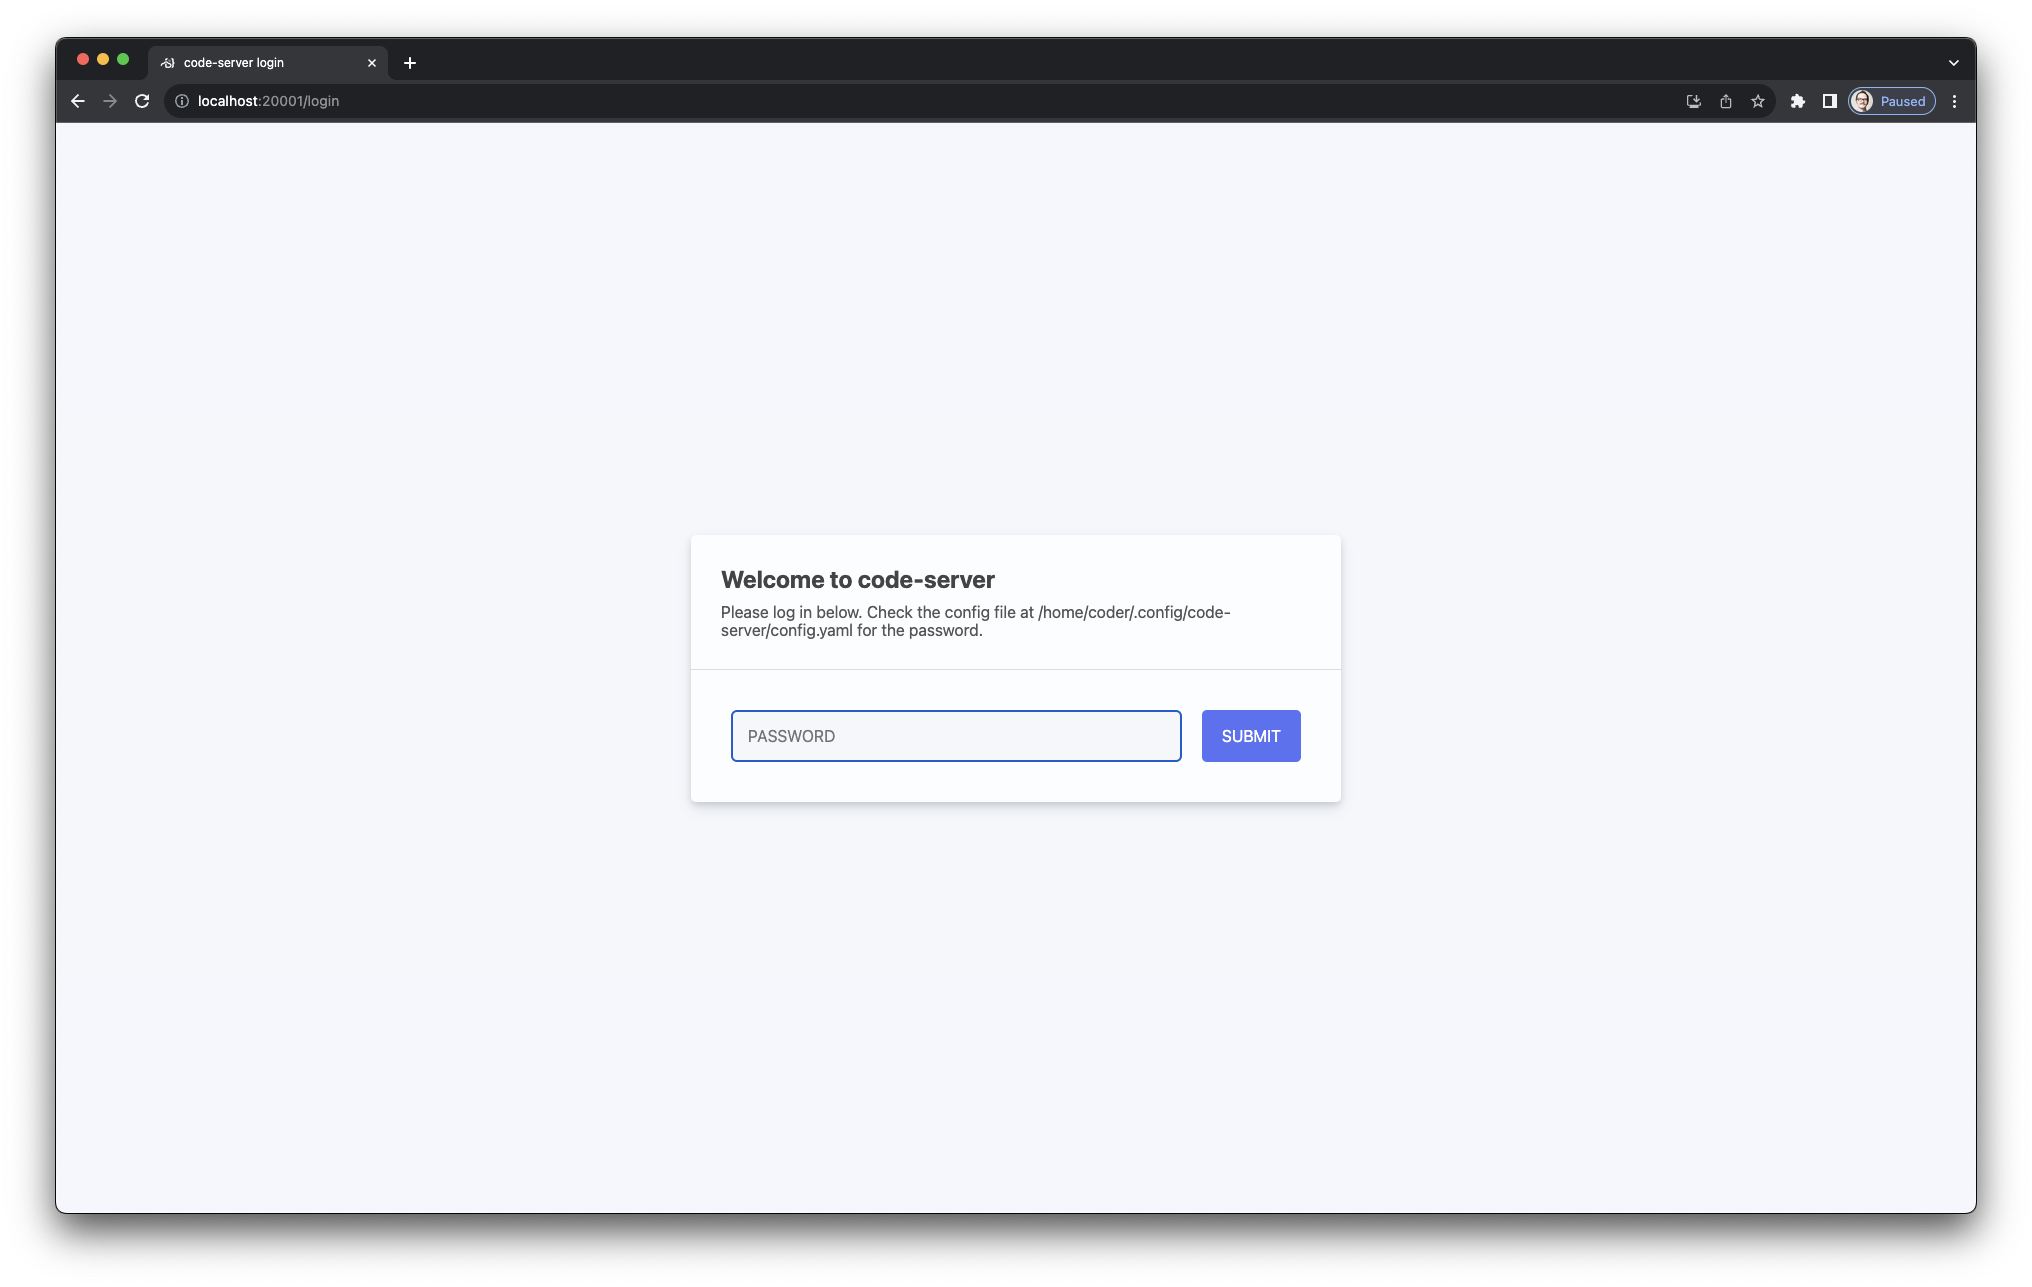 code-server login
localhost:20001/login
Paused
Welcome to code-server
Please log in below. Check the config file at /home/coder/.config/code-
server/config.yaml for the password.
PASSWORD
SUBMIT